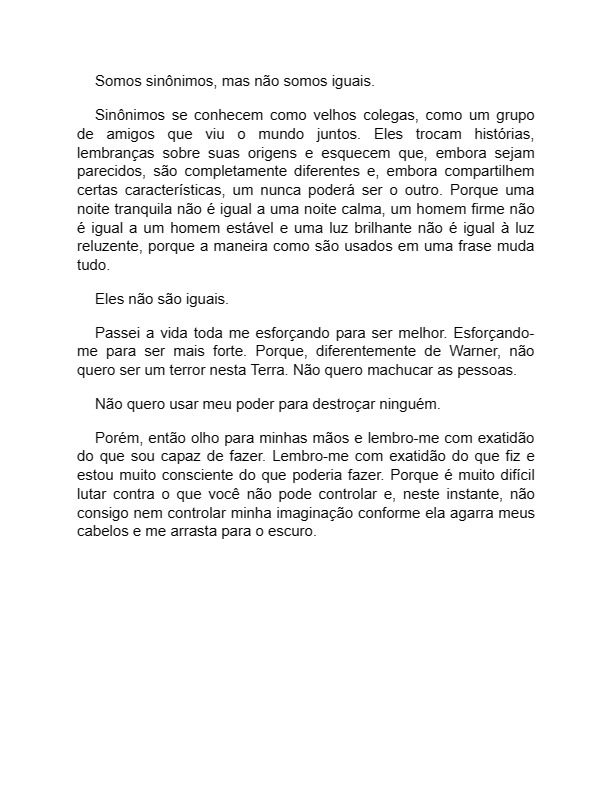 Somos sinônimos, mas não somos iguais.
Sinônimos se conhecem como velhos colegas, como um grupo
de amigos que viu o mundo juntos. Eles trocam histórias,
lembranças sobre suas origens e esquecem que, embora sejam
parecidos, são completamente diferentes e, embora compartilhem
certas características, um nunca poderá ser o outro. Porque uma
noite tranquila não é igual a uma noite calma, um homem firme não
é igual a um homem estável e uma luz brilhante não é igual à luz
reluzente, porque a maneira como são usados em uma frase muda
tudo.
Eles não são iguais.
Passei a vida toda me esforçando para ser melhor. Esforçando-
me para ser mais forte. Porque, diferentemente de Warner, não
quero ser um terror nesta Terra. Não quero machucar as pessoas.
Não quero usar meu poder para destroçar ninguém.
Porém, então olho para minhas mãos e lembro-me com exatidão
do que sou capaz de fazer. Lembro-me com exatidão do que fiz e
estou muito consciente do que poderia fazer. Porque é muito difícil
lutar contra o que você não pode controlar e, neste instante, não
consigo nem controlar minha imaginação conforme ela agarra meus
cabelos e me arrasta para o escuro.